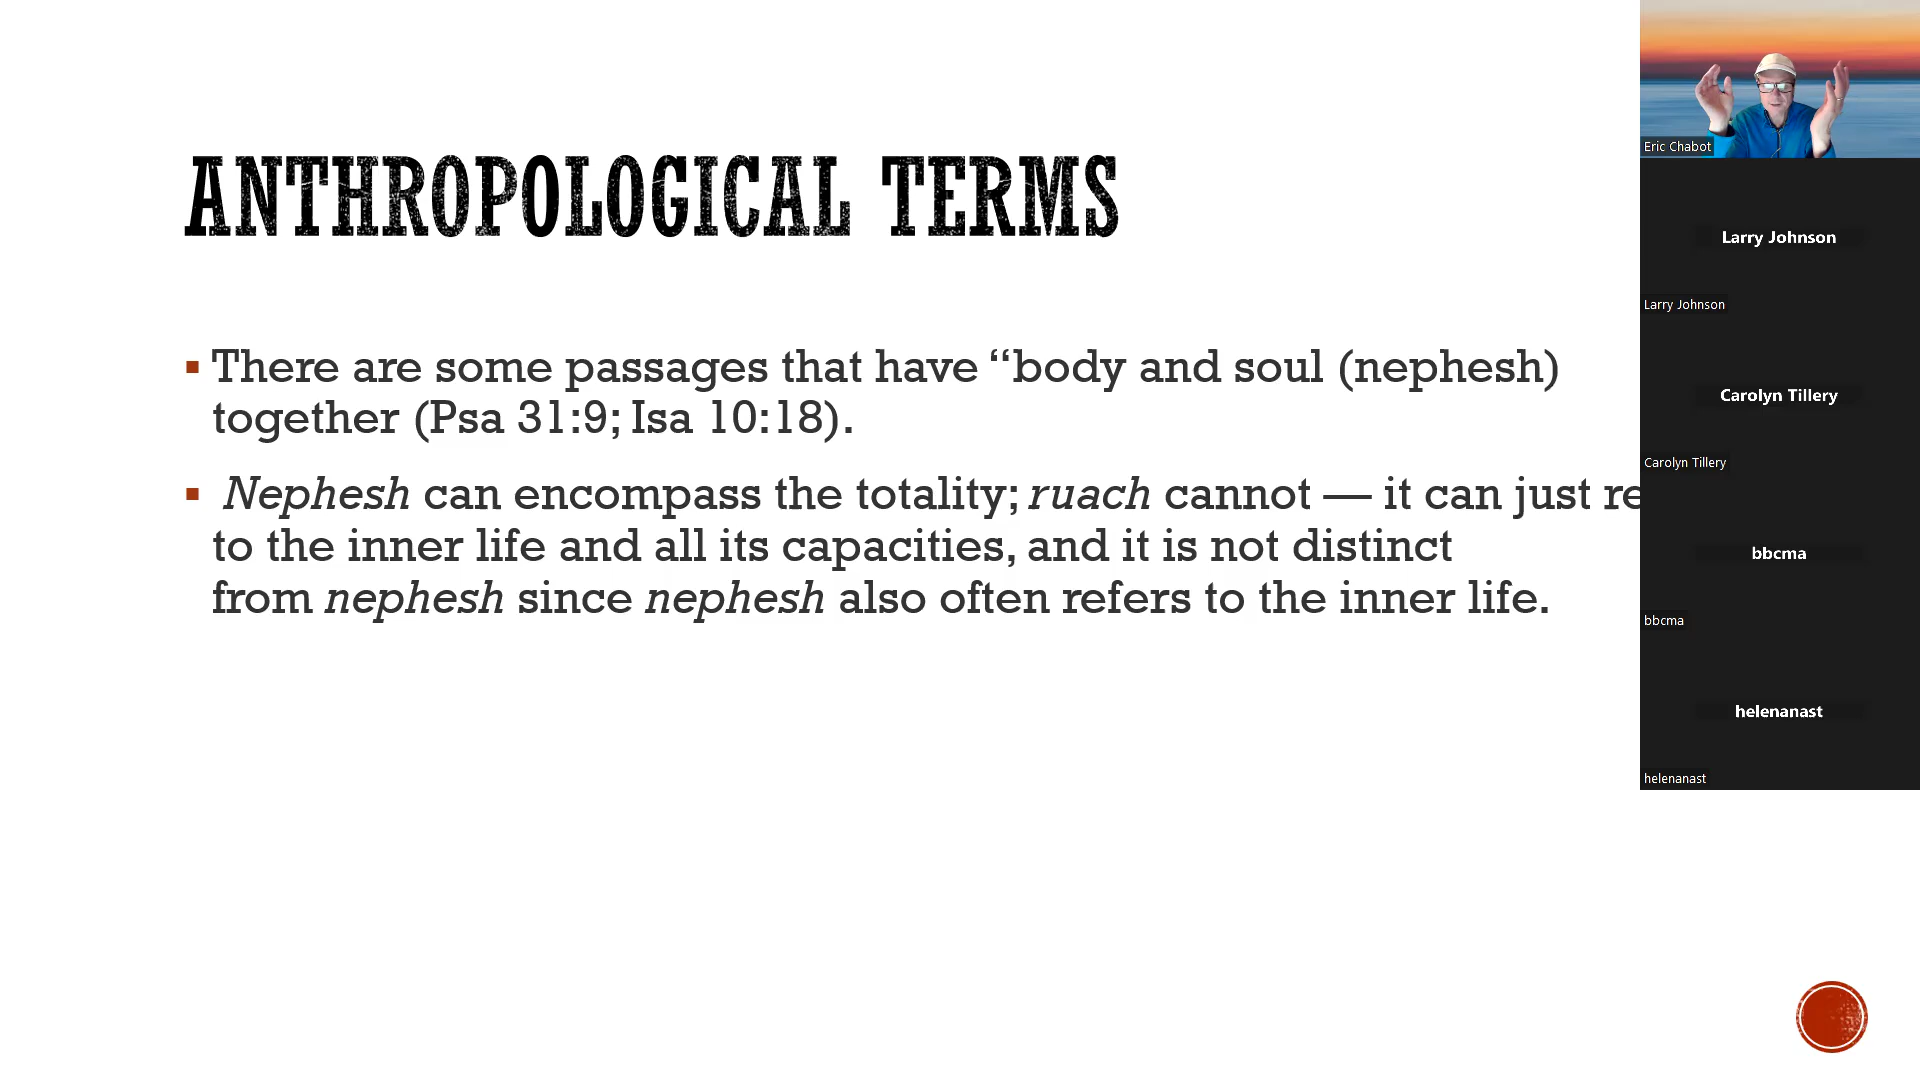 ANTHROPOLOGICAL TERMS
▪ There are some passages that have “body and soul (nephesh)
together (Psa 31:9; Isa 10:18).
▪ Nephesh can encompass the totality; ruach cannot — it can just re
to the inner life and all its capacities, and it is not distinct
from nephesh since nephesh also often refers to the inner life.
Eric Chabot
Larry Johnson
Larry Johnson
Carolyn Tillery
Carolyn Tillery
bbcma
bbcma
helenanast
helenanast